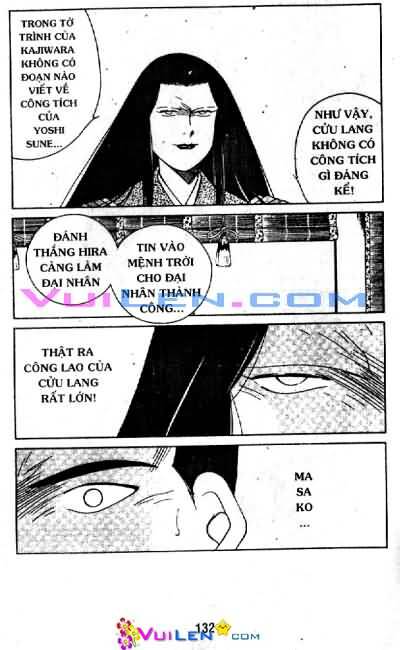 TRONG TỜ
TRÌNH CỦA
KAJIWARA
KHÔNG CÓ
ĐOẠN NÀO
VIẾT VỀ
CÔNG TÍCH
CỦA
YOSHI
SUNE...
NHƯ VẬY,
CỬU LANG
KHÔNG CÓ
CÔNG TÍCH
GÌ ĐÁNG
KỂ!
ĐÁNH
THẮNG HIRA
CÀNG LÀM
ĐẠI NHÂN
TIN VÀO
MỆNH TRỜI
CHO ĐẠI
NHÂN THÀNH
CÔNG...
VUILEN.COM
THẬT RA
CÔNG LAO CỦA
CỬU LANG
RẤT LỚN!
MA
SA
KO
...
132
VUILEN.COM